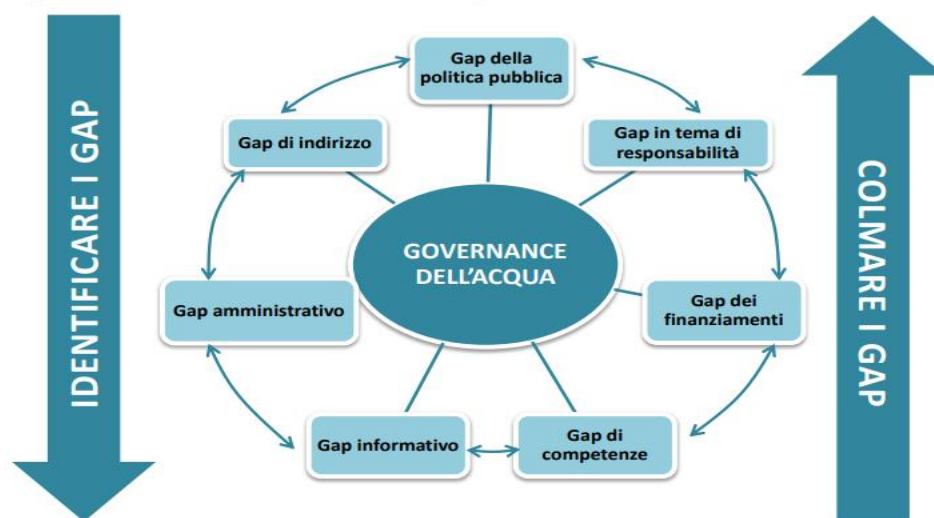 IDENTIFICARE I GAP
Gap della
politica pubblica
Gap di indirizzo
Gap in tema di
responsabilità
GOVERNANCE
DELL'ACQUA
Gap amministrativo
Gap dei
finanziamenti
Gap informativo
Gap di
competenze
COLMARE I GAP